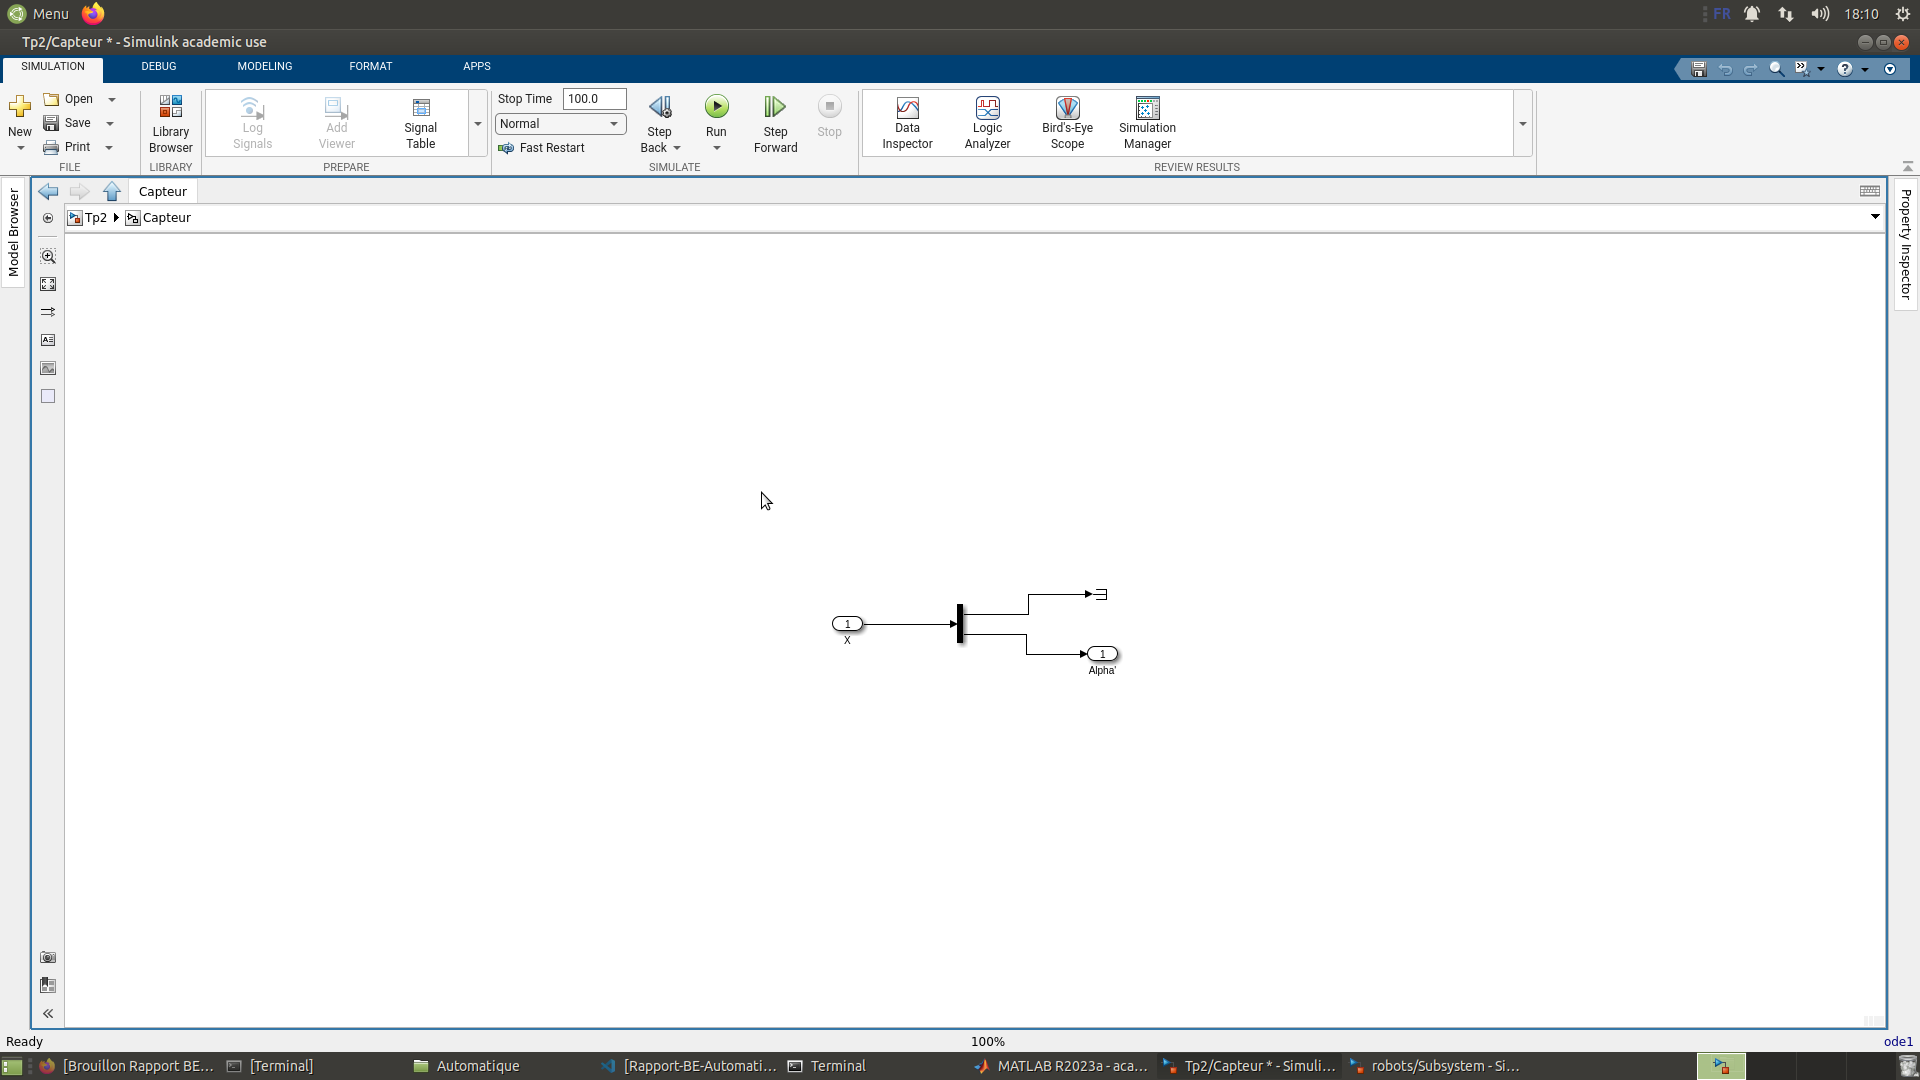 Menu
FR
18:10
Tp2/Capteur * - Simulink academic use
SIMULATION
DEBUG
MODELING
FORMAT
APPS
New
Open
Save
Print
FILE
Library
Browser
LIBRARY
Log
Signals
Add
Viewer
Signal
Table
PREPARE
Stop Time
100.0
Normal
Fast Restart
Step
Back
Run
Step
Forward
Stop
SIMULATE
Data
Inspector
Logic
Analyzer
Bird's-Eye
Scope
Simulation
Manager
REVIEW RESULTS
Model Browser
Capteur
Tp2
Capteur
Property Inspector
1
X
1
Alpha'
Ready
100%
ode1
[Brouillon Rapport BE...
[Terminal]
Automatique
[Rapport-BE-Automati...
Terminal
MATLAB R2023a - aca...
Tp2/Capteur * - Simuli...
robots/Subsystem - Si...